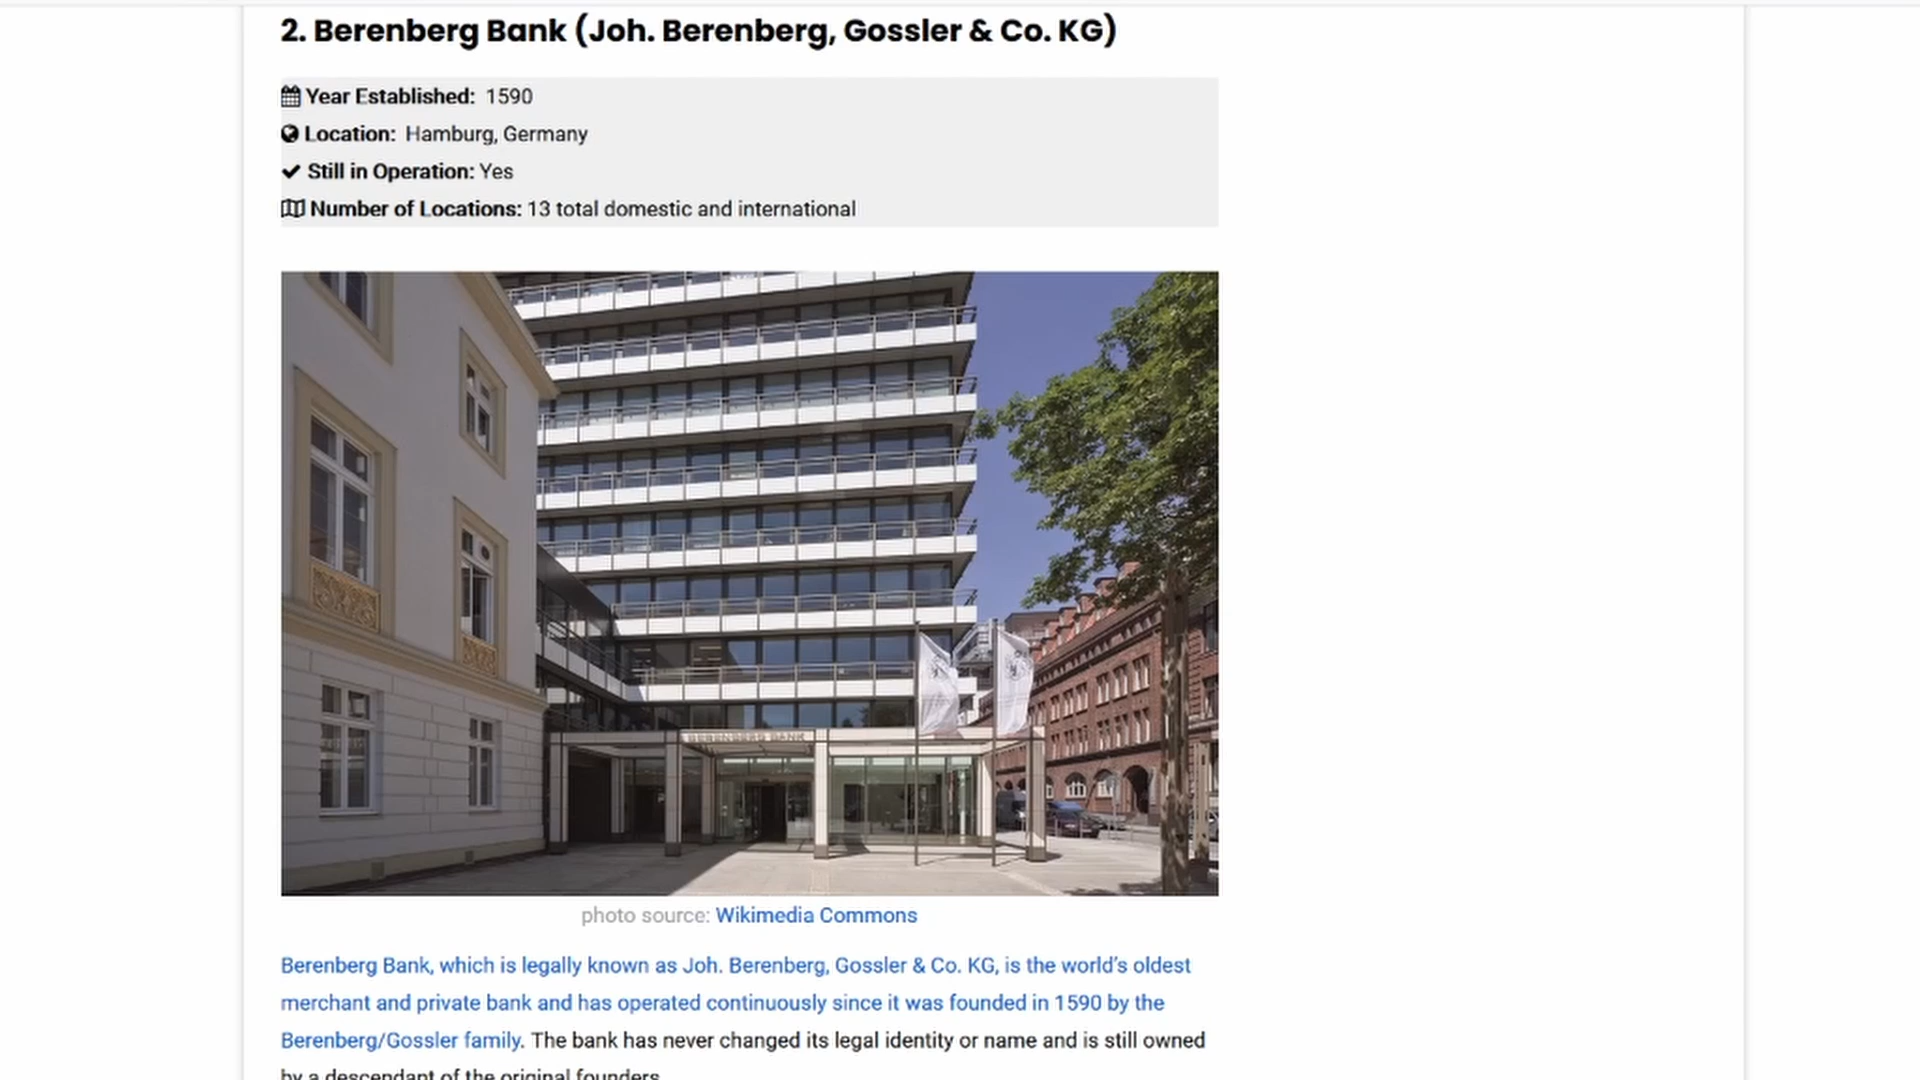 2. Berenberg Bank (Joh. Berenberg, Gossler & Co. KG)
Year Established: 1590
Location: Hamburg, Germany
Still in Operation: Yes
Number of Locations: 13 total domestic and international
BERENBERG BANK
photo source: Wikimedia Commons
Berenberg Bank, which is legally known as Joh. Berenberg, Gossler & Co. KG, is the world’s oldest
merchant and private bank and has operated continuously since it was founded in 1590 by the
Berenberg/Gossler family. The bank has never changed its legal identity or name and is still owned
by a descendant of the original founders.